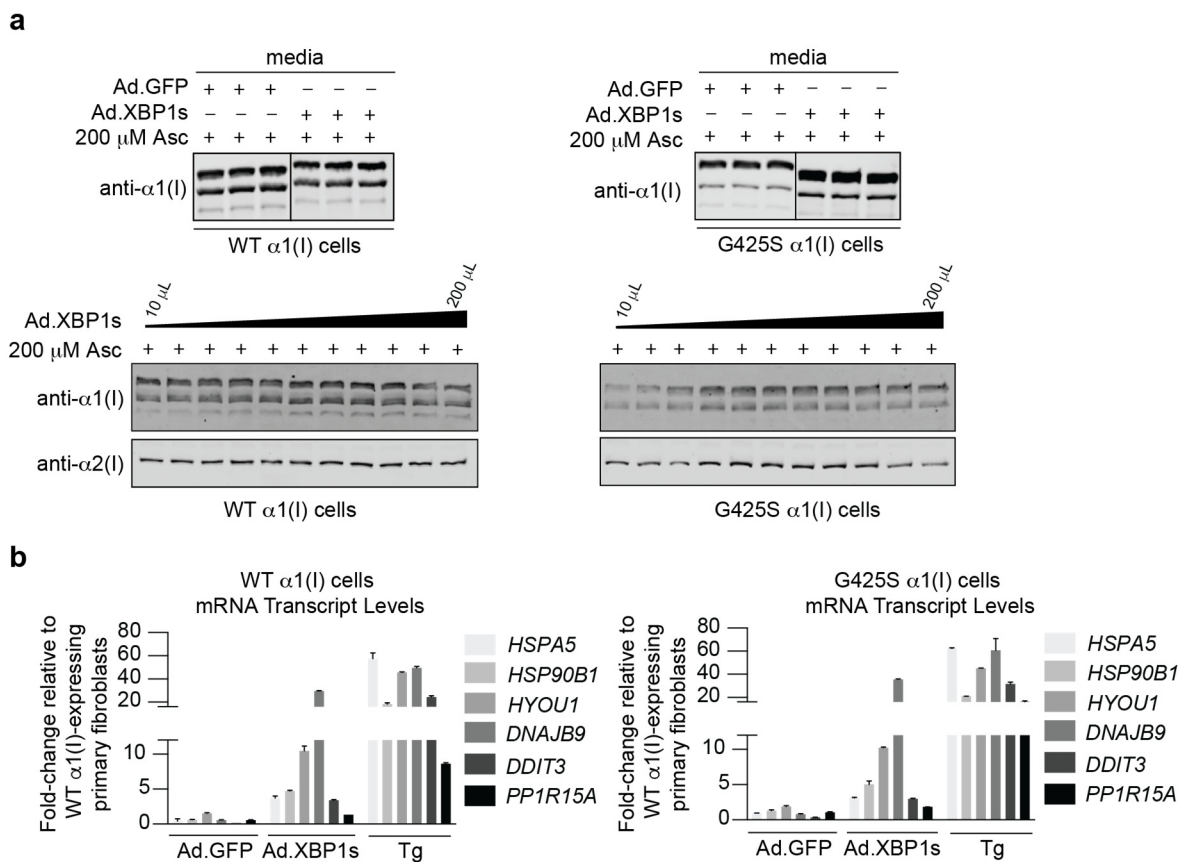 a
media
Ad.GFP + + + – – –
Ad.XBP1s – – – + + +
200 μM Asc + + + + + +
anti-α1(I)
WT α1(I) cells
media
Ad.GFP + + + – – –
Ad.XBP1s – – – + + +
200 μM Asc + + + + + +
anti-α1(I)
G425S α1(I) cells
10 μL 200 μL
Ad.XBP1s
200 μM Asc + + + + + + + + + + +
anti-α1(I)
anti-α2(I)
WT α1(I) cells
10 μL 200 μL
+ + + + + + + + + + +
G425S α1(I) cells
b
WT α1(I) cells
mRNA Transcript Levels
Fold-change relative to
WT α1(I)-expressing
primary fibroblasts
80
60
40
20
10
5
0
Ad.GFP Ad.XBP1s Tg
HSPA5
HSP90B1
HYOU1
DNAJB9
DDIT3
PP1R15A
G425S α1(I) cells
mRNA Transcript Levels
Fold-change relative to
WT α1(I)-expressing
primary fibroblasts
80
60
40
20
10
5
0
Ad.GFP Ad.XBP1s Tg
HSPA5
HSP90B1
HYOU1
DNAJB9
DDIT3
PP1R15A